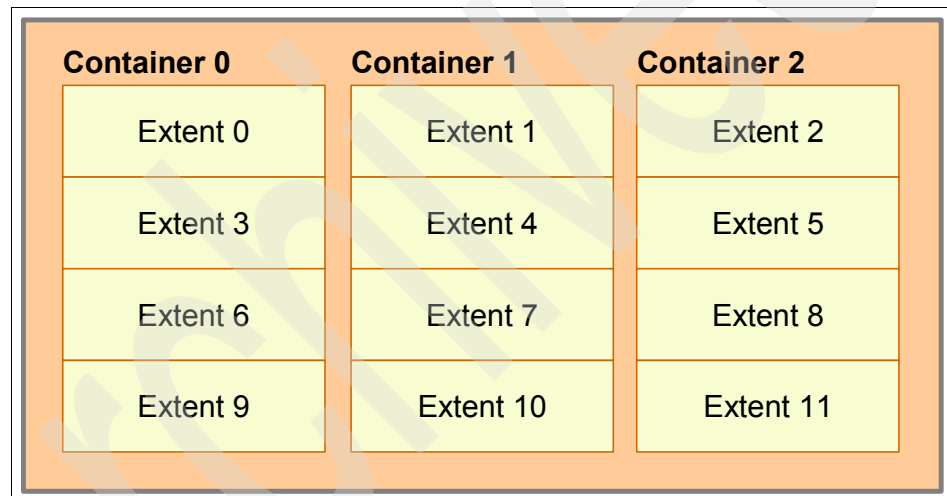 Container 0 Container 1 Container 2
Extent 0 Extent 1 Extent 2
Extent 3 Extent 4 Extent 5
Extent 6 Extent 7 Extent 8
Extent 9 Extent 10 Extent 11